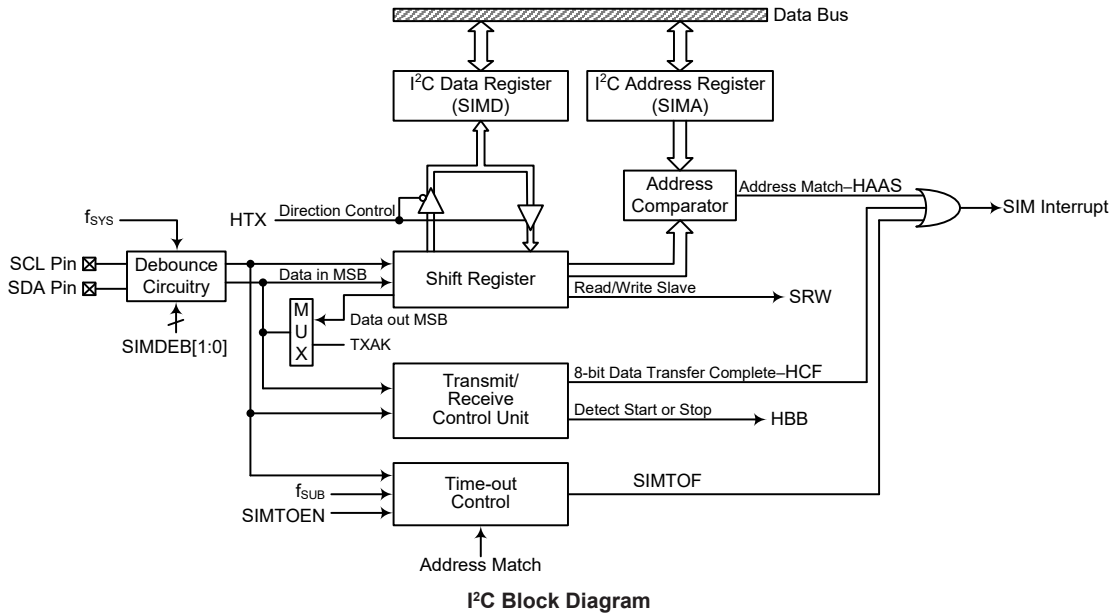 Data Bus
I²C Data Register
(SIMD)
I²C Address Register
(SIMA)
Address
Comparator
Address Match–HAAS
SIM Interrupt
HTX
Direction Control
fSYS
SCL Pin
SDA Pin
Debounce
Circuitry
SIMDEB[1:0]
Data in MSB
Shift Register
Read/Write Slave
SRW
M
U
X
Data out MSB
TXAK
Transmit/
Receive
Control Unit
8-bit Data Transfer Complete–HCF
Detect Start or Stop
HBB
fSUB
SIMTOEN
Time-out
Control
SIMTOF
Address Match
I²C Block Diagram